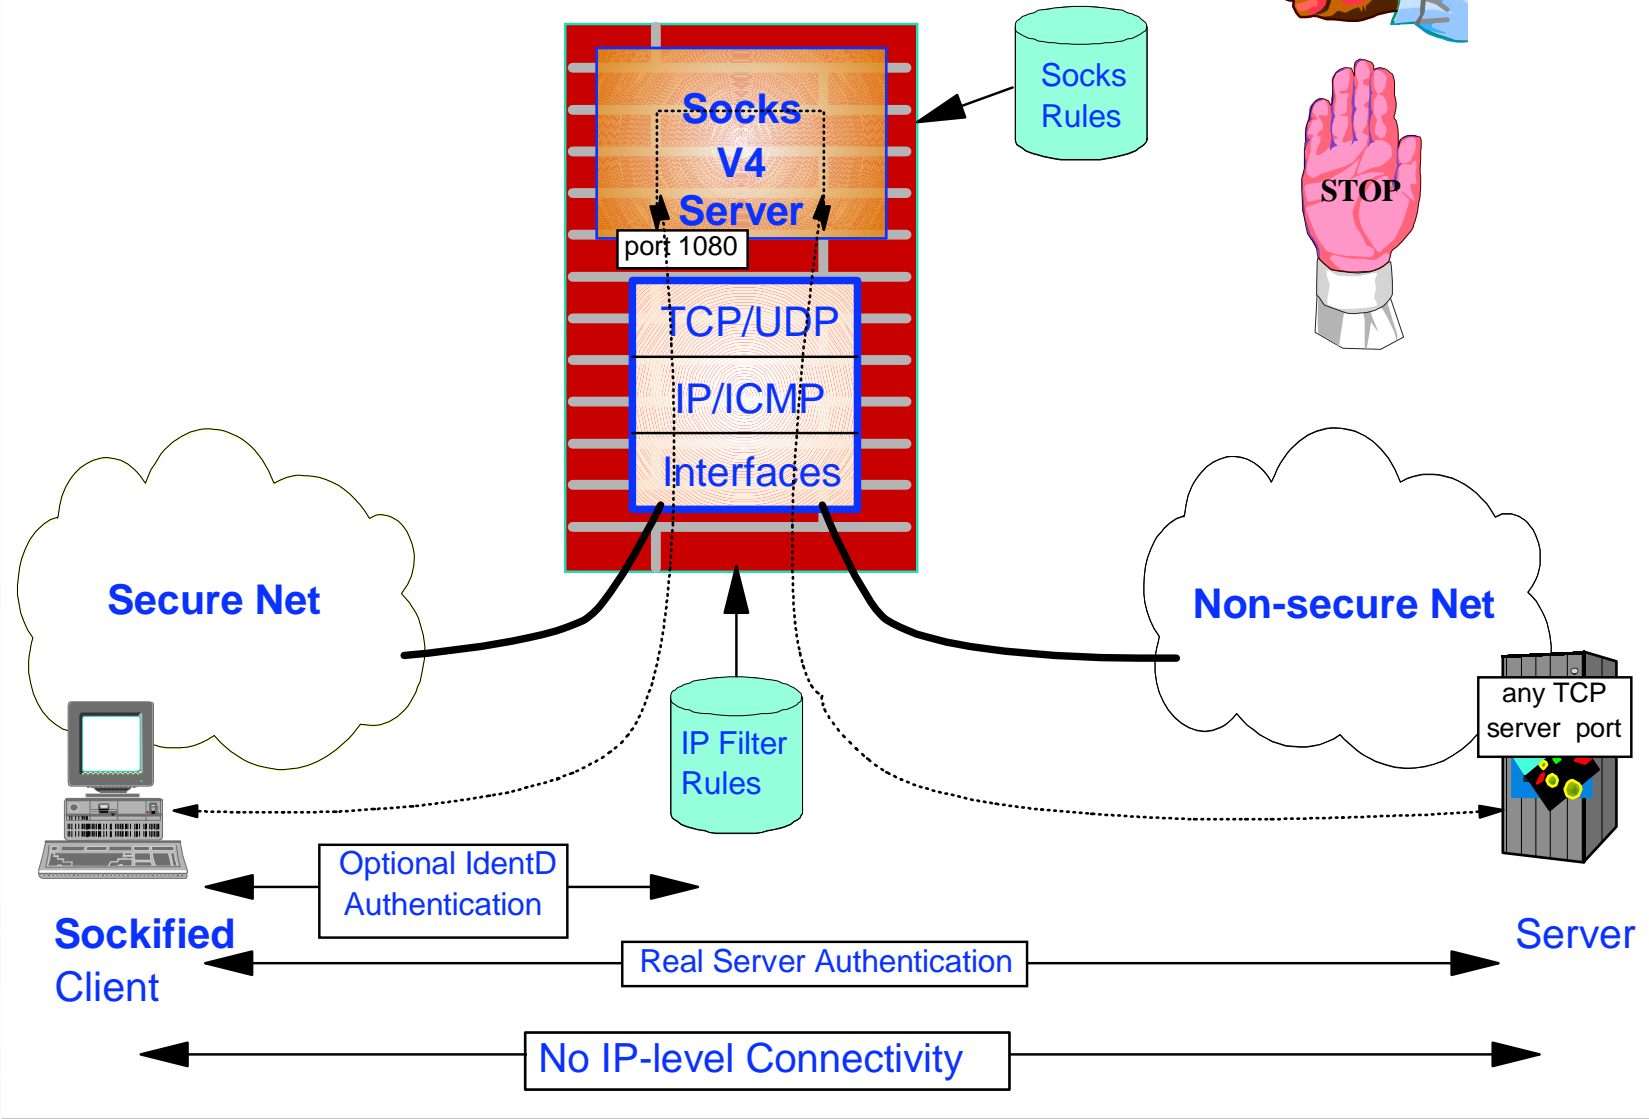 Socks
V4
Server
port 1080
Socks
Rules
STOP
TCP/UDP
IP/ICMP
Interfaces
Secure Net
Non-secure Net
any TCP
server port
IP Filter
Rules
Optional IdentD
Authentication
Sockified
Client
Server
Real Server Authentication
No IP-level Connectivity